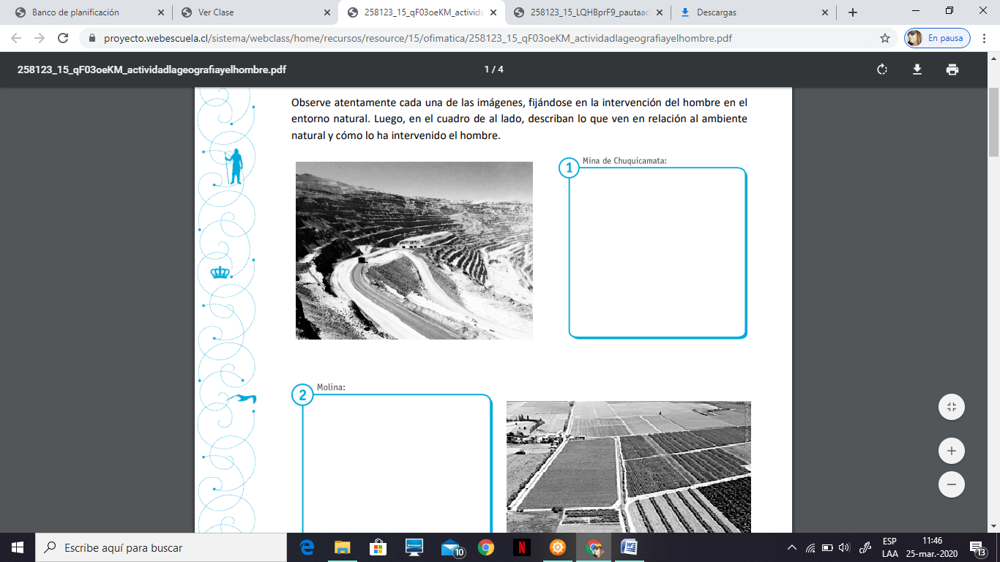 Banco de planificación
Ver Clase
258123_15_qF03oeKM_activida
258123_15_LQHBprF9_pautaac
Descargas
proyecto.webescuela.cl/sistema/webclass/home/recursos/resource/15/ofimatica/258123_15_qF03oeKM_actividadlageografiayelhombre.pdf
En pausa
258123_15_qF03oeKM_actividadlageografiayelhombre.pdf
1 / 4
Observe atentamente cada una de las imágenes, fijándose en la intervención del hombre en el
entorno natural. Luego, en el cuadro de al lado, describan lo que ven en relación al ambiente
natural y cómo lo ha intervenido el hombre.
1 Mina de Chuquicamata:
2 Molina:
Escribe aquí para buscar
10
N
ESP
LAA
11:46
25-mar.-2020
13